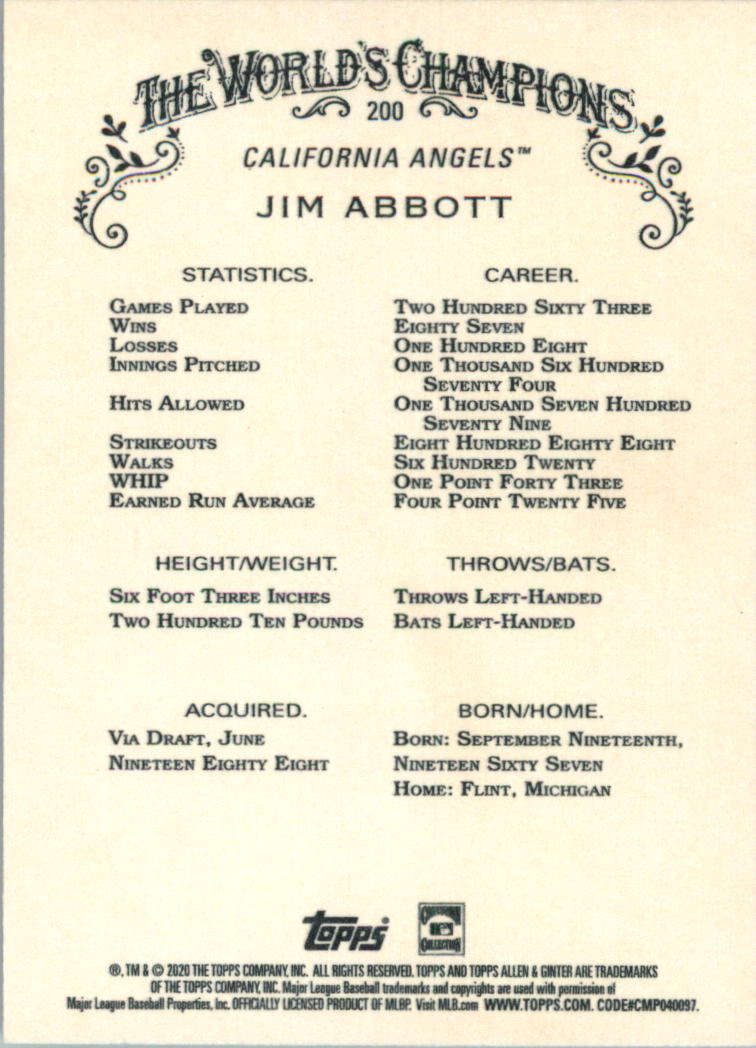 THE WORLD'S CHAMPIONS
200
CALIFORNIA ANGELS™
JIM ABBOTT
STATISTICS. CAREER.
GAMES PLAYED TWO HUNDRED SIXTY THREE
WINS EIGHTY SEVEN
LOSSES ONE HUNDRED EIGHT
INNINGS PITCHED ONE THOUSAND SIX HUNDRED
SEVENTY FOUR
HITS ALLOWED ONE THOUSAND SEVEN HUNDRED
SEVENTY NINE
STRIKEOUTS EIGHT HUNDRED EIGHTY EIGHT
WALKS SIX HUNDRED TWENTY
WHIP ONE POINT FORTY THREE
EARNED RUN AVERAGE FOUR POINT TWENTY FIVE
HEIGHT/WEIGHT. THROWS/BATS.
SIX FOOT THREE INCHES THROWS LEFT-HANDED
TWO HUNDRED TEN POUNDS BATS LEFT-HANDED
ACQUIRED. BORN/HOME.
VIA DRAFT, JUNE BORN: SEPTEMBER NINETEENTH,
NINETEEN EIGHTY EIGHT NINETEEN SIXTY SEVEN
HOME: FLINT, MICHIGAN
topps
COLLECTION
®, TM & © 2020 THE TOPPS COMPANY, INC. ALL RIGHTS RESERVED. TOPPS AND TOPPS ALLEN & GINTER ARE TRADEMARKS
OF THE TOPPS COMPANY, INC. Major League Baseball trademarks and copyrights are used with permission of
Major League Baseball Properties, Inc. OFFICIALLY LICENSED PRODUCT OF MLBP. Visit MLB.com WWW.TOPPS.COM. CODE#CMP040097.